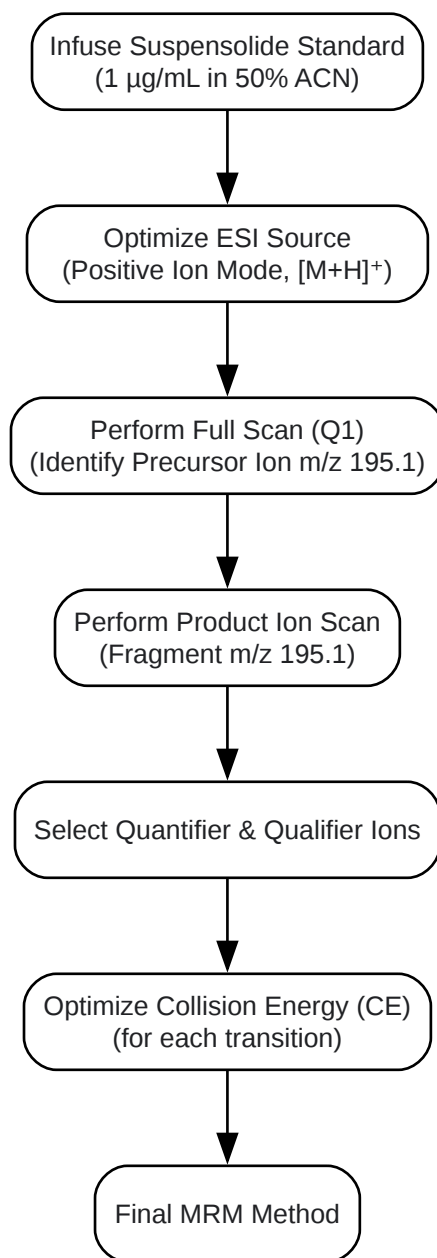 Infuse Suspensolide Standard
(1 µg/mL in 50% ACN)
Optimize ESI Source
(Positive Ion Mode, [M+H]⁺)
Perform Full Scan (Q1)
(Identify Precursor Ion m/z 195.1)
Perform Product Ion Scan
(Fragment m/z 195.1)
Select Quantifier & Qualifier Ions
Optimize Collision Energy (CE)
(for each transition)
Final MRM Method